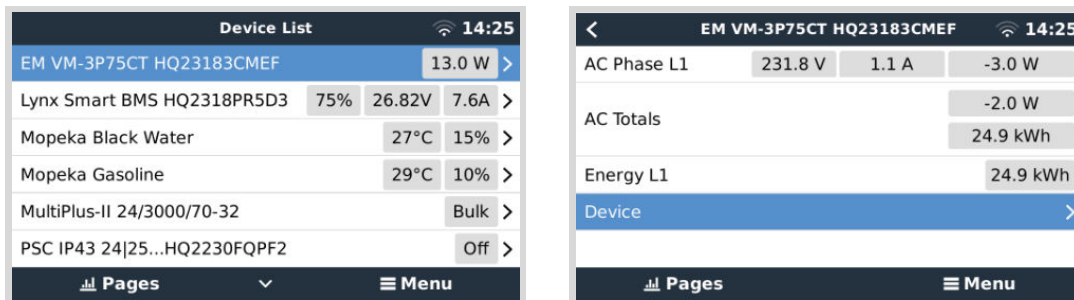 Device List 14:25
EM VM-3P75CT HQ23183CMEF 13.0 W
Lynx Smart BMS HQ2318PR5D3 75% 26.82V 7.6A
Mopeka Black Water 27°C 15%
Mopeka Gasoline 29°C 10%
MultiPlus-II 24/3000/70-32 Bulk
PSC IP43 24|25...HQ2230FQPF2 Off
Pages Menu
EM VM-3P75CT HQ23183CMEF 14:25
AC Phase L1 231.8 V 1.1 A -3.0 W
AC Totals -2.0 W
24.9 kWh
Energy L1 24.9 kWh
Device
Pages Menu